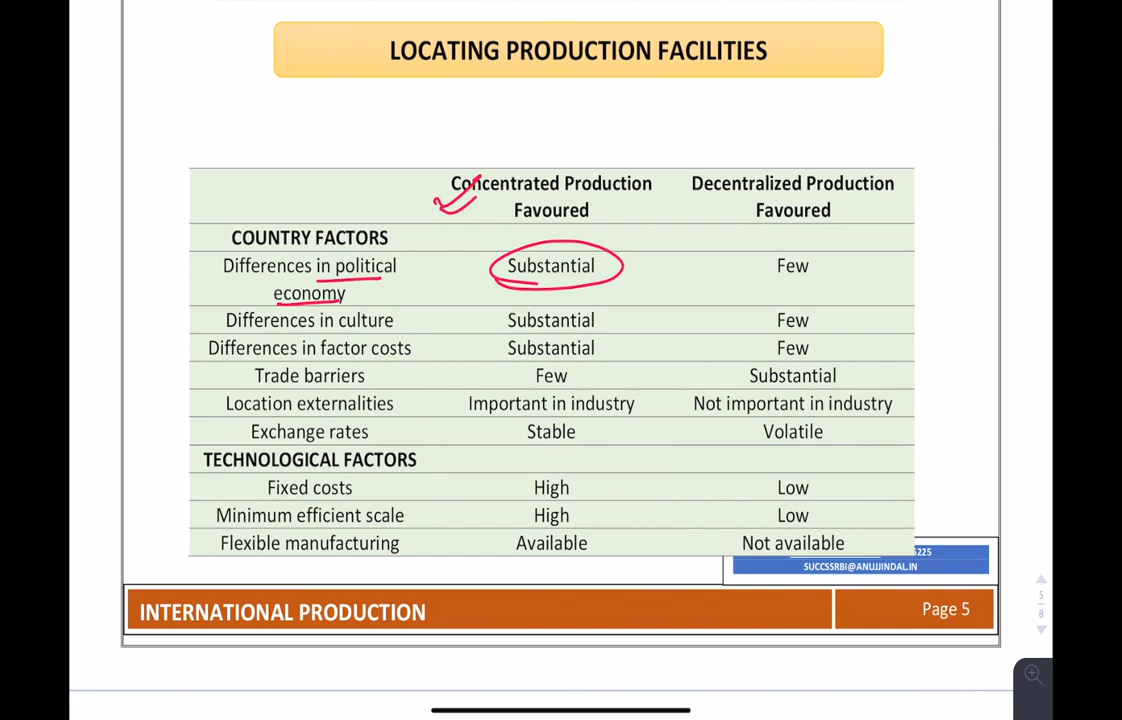 LOCATING PRODUCTION FACILITIES
Concentrated Production Favoured Decentralized Production Favoured
COUNTRY FACTORS
Differences in political economy Substantial Few
Differences in culture Substantial Few
Differences in factor costs Substantial Few
Trade barriers Few Substantial
Location externalities Important in industry Not important in industry
Exchange rates Stable Volatile
TECHNOLOGICAL FACTORS
Fixed costs High Low
Minimum efficient scale High Low
Flexible manufacturing Available Not available
5225
SUCCSSRBI@ANUJJINDAL.IN
INTERNATIONAL PRODUCTION Page 5
5
8